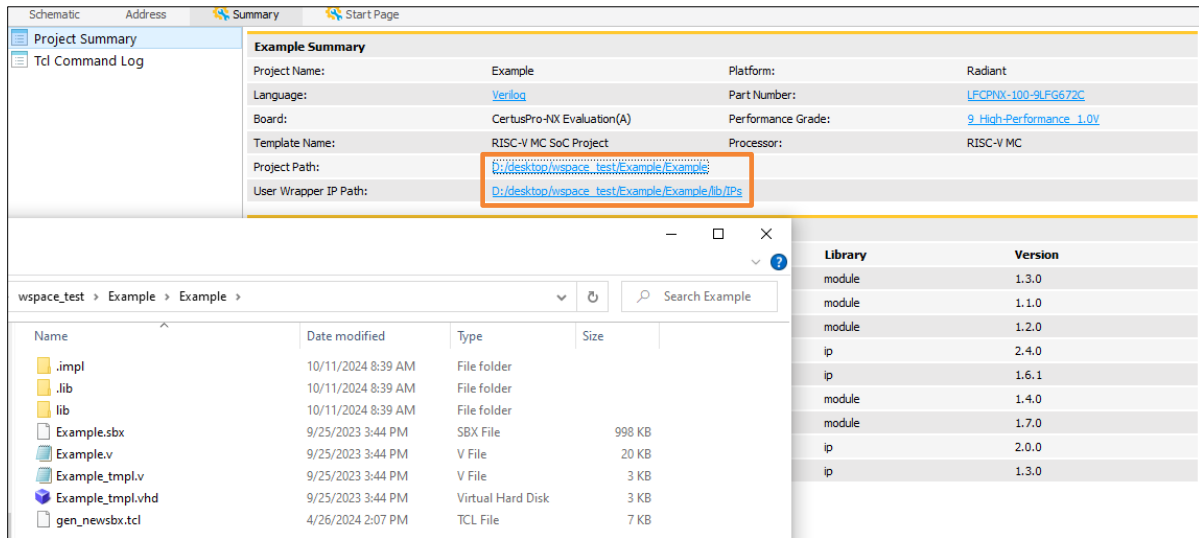 Schematic Address Summary Start Page
Project Summary
Tcl Command Log
Example Summary
Project Name: Example Platform: Radiant
Language: Verilog Part Number: LFCPNX-100-9LFG672C
Board: CertusPro-NX Evaluation(A) Performance Grade: 9_High-Performance_1.0V
Template Name: RISC-V MC SoC Project Processor: RISC-V MC
Project Path: D:/desktop/wspace_test/Example/Example
User Wrapper IP Path: D:/desktop/wspace_test/Example/Example/lib/IPs
Library Version
module 1.3.0
module 1.1.0
module 1.2.0
ip 2.4.0
ip 1.6.1
module 1.4.0
module 1.7.0
ip 2.0.0
ip 1.3.0
wspace_test > Example > Example > Search Example
Name Date modified Type Size
.impl 10/11/2024 8:39 AM File folder
.lib 10/11/2024 8:39 AM File folder
lib 10/11/2024 8:39 AM File folder
Example.sbx 9/25/2023 3:44 PM SBX File 998 KB
Example.v 9/25/2023 3:44 PM V File 20 KB
Example_tmpl.v 9/25/2023 3:44 PM V File 3 KB
Example_tmpl.vhd 9/25/2023 3:44 PM Virtual Hard Disk 3 KB
gen_newsbx.tcl 4/26/2024 2:07 PM TCL File 7 KB